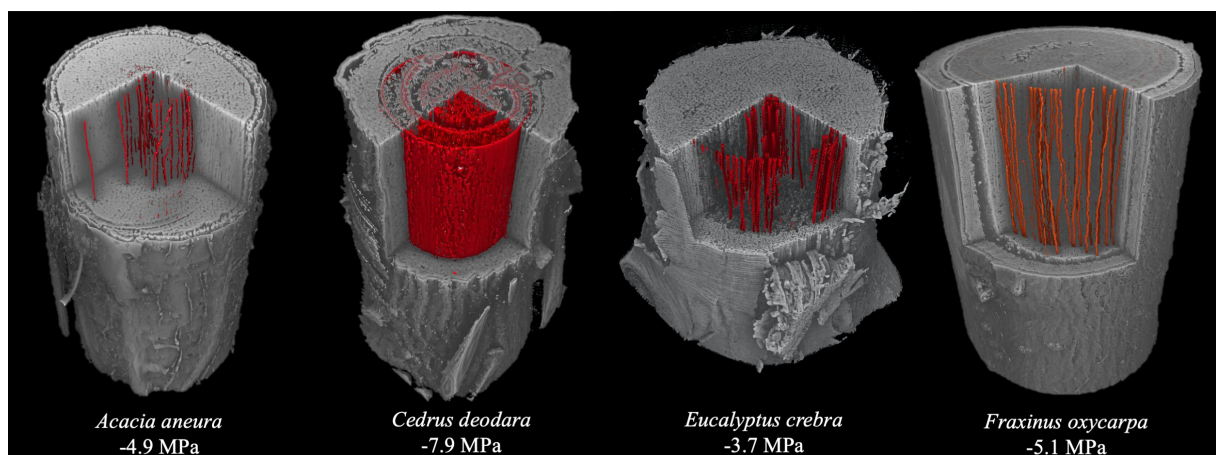 Acacia aneura
-4.9 MPa
Cedrus deodara
-7.9 MPa
Eucalyptus crebra
-3.7 MPa
Fraxinus oxycarpa
-5.1 MPa